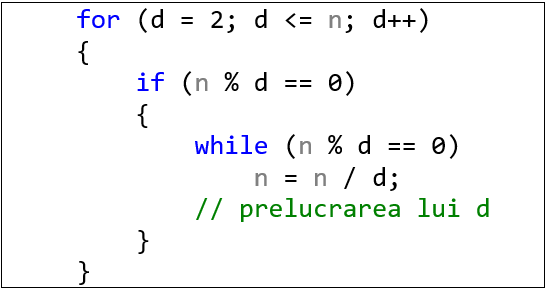 for (d = 2; d <= n; d++)
{
if (n % d == 0)
{
while (n % d == 0)
n = n / d;
// prelucrarea lui d
}
}